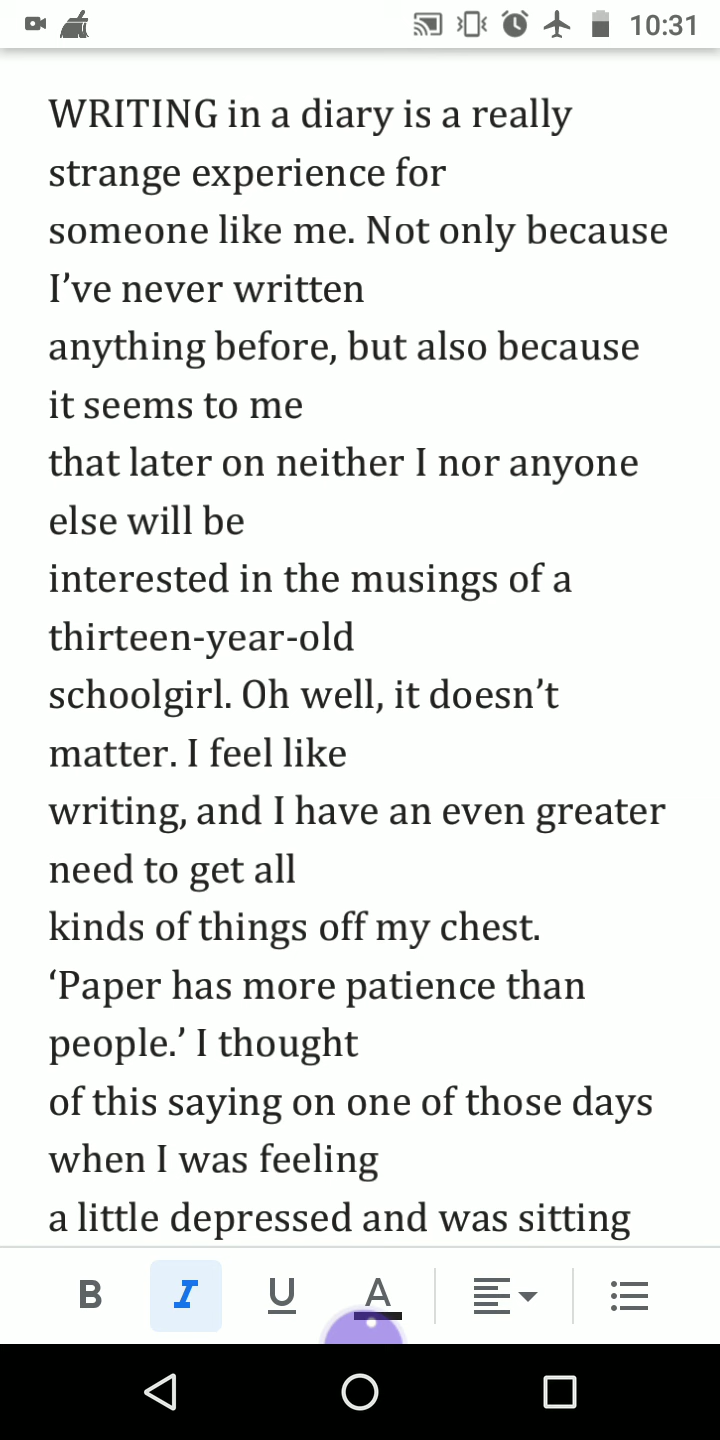 10:31
WRITING in a diary is a really
strange experience for
someone like me. Not only because
I’ve never written
anything before, but also because
it seems to me
that later on neither I nor anyone
else will be
interested in the musings of a
thirteen-year-old
schoolgirl. Oh well, it doesn’t
matter. I feel like
writing, and I have an even greater
need to get all
kinds of things off my chest.
‘Paper has more patience than
people.’ I thought
of this saying on one of those days
when I was feeling
a little depressed and was sitting
B I U A